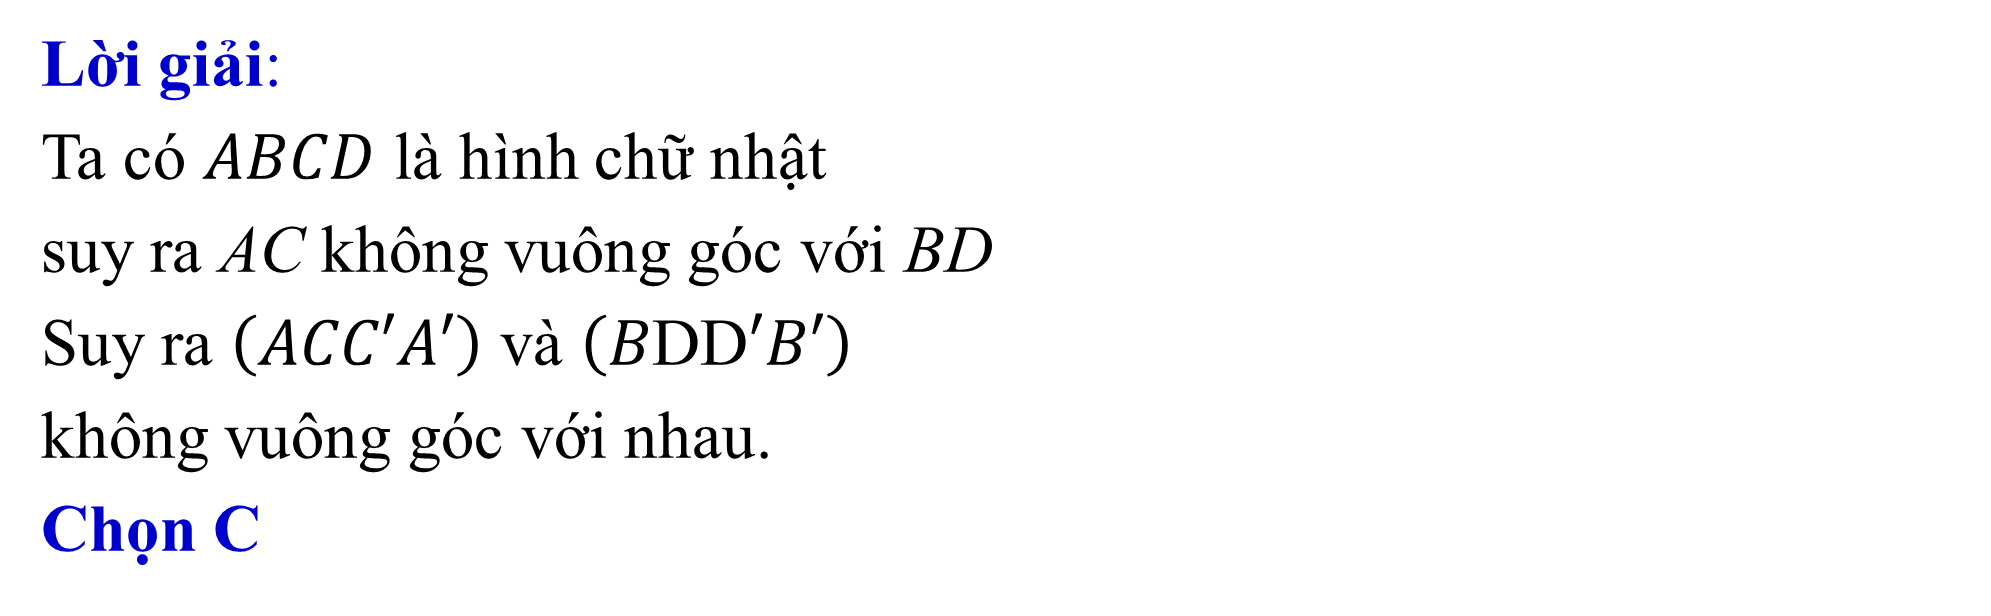 Lời giải:
Ta có ABCD là hình chữ nhật
suy ra AC không vuông góc với BD
Suy ra (ACC′A′) và (BDD′B′)
không vuông góc với nhau.
Chọn C